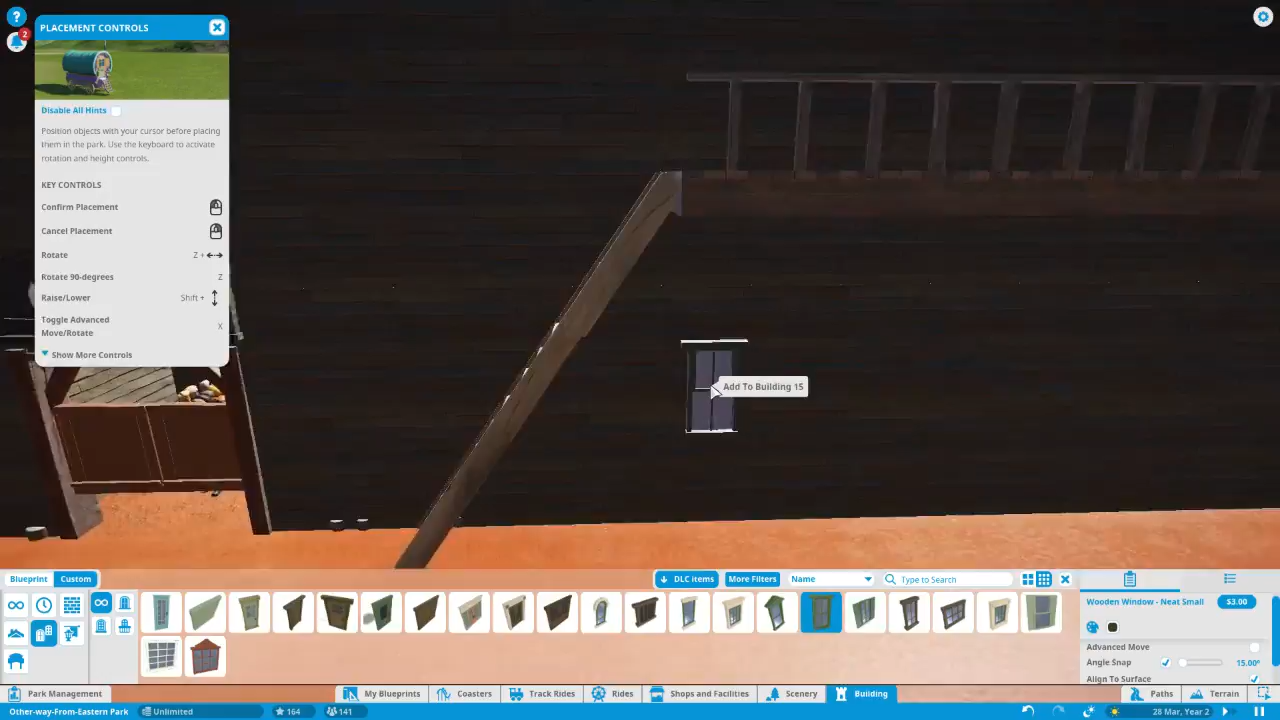 ?
2
PLACEMENT CONTROLS
Disable All Hints
Position objects with your cursor before placing
them in the park. Use the keyboard to activate
rotation and height controls.
KEY CONTROLS
Confirm Placement
Cancel Placement
Rotate Z +
Rotate 90-degrees Z
Raise/Lower Shift +
Toggle Advanced
Move/Rotate X
Show More Controls
Add To Building 15
Blueprint Custom DLC items More Filters Name Type to Search
Wooden Window - Neat Small $3.00
Advanced Move
Angle Snap 15.00°
Align To Surface
Park Management My Blueprints Coasters Track Rides Rides Shops and Facilities Scenery Building Paths Terrain
Other-way-From-Eastern Park Unlimited 164 141 28 Mar, Year 2